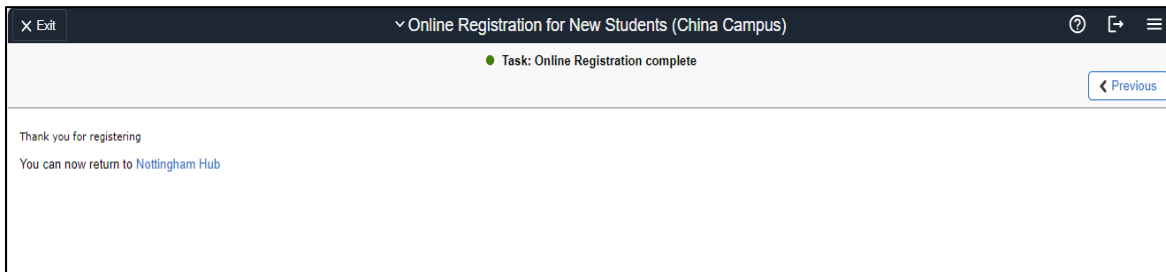 Exit
Online Registration for New Students (China Campus)
Task: Online Registration complete
Previous
Thank you for registering
You can now return to Nottingham Hub